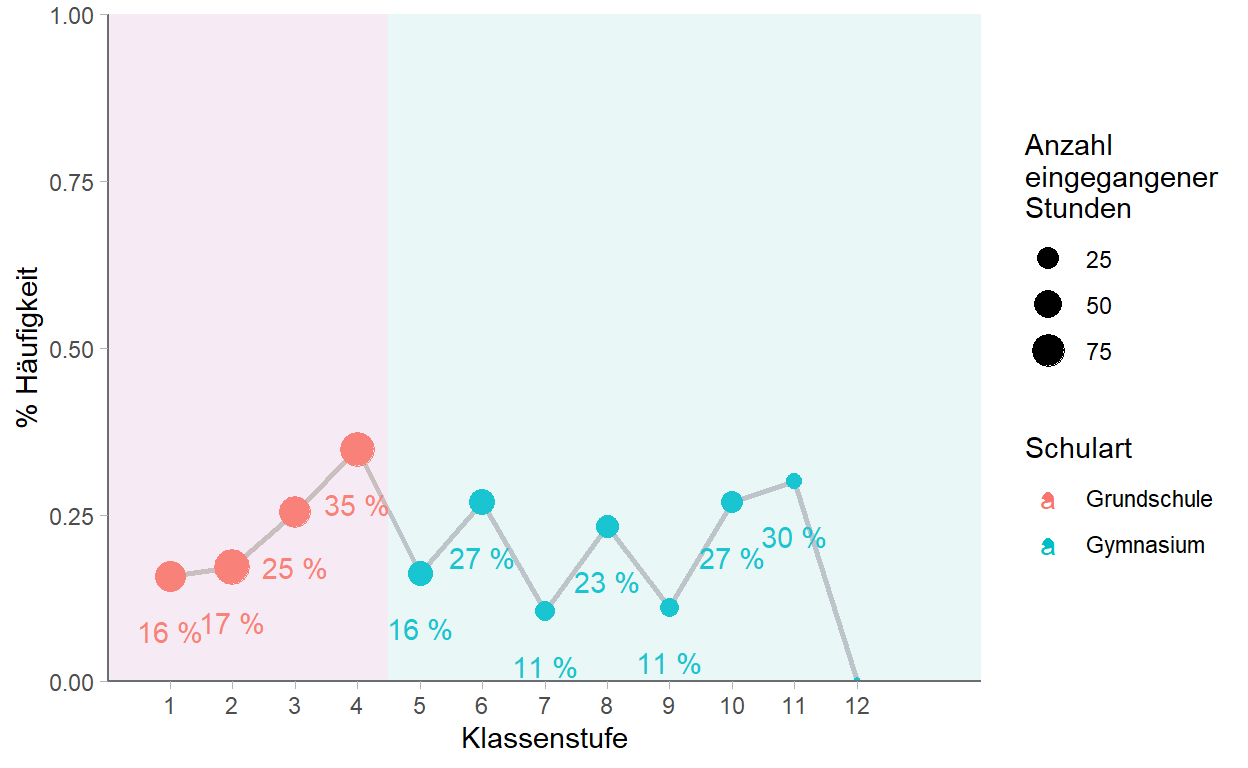 1.00
0.75
0.50
0.25
0.00
% Häufigkeit
35 %
25 %
17 %
16 %
16 %
27 %
11 %
23 %
11 %
27 %
30 %
1 2 3 4 5 6 7 8 9 10 11 12
Klassenstufe
Anzahl
eingegangener
Stunden
25
50
75
Schulart
a Grundschule
a Gymnasium